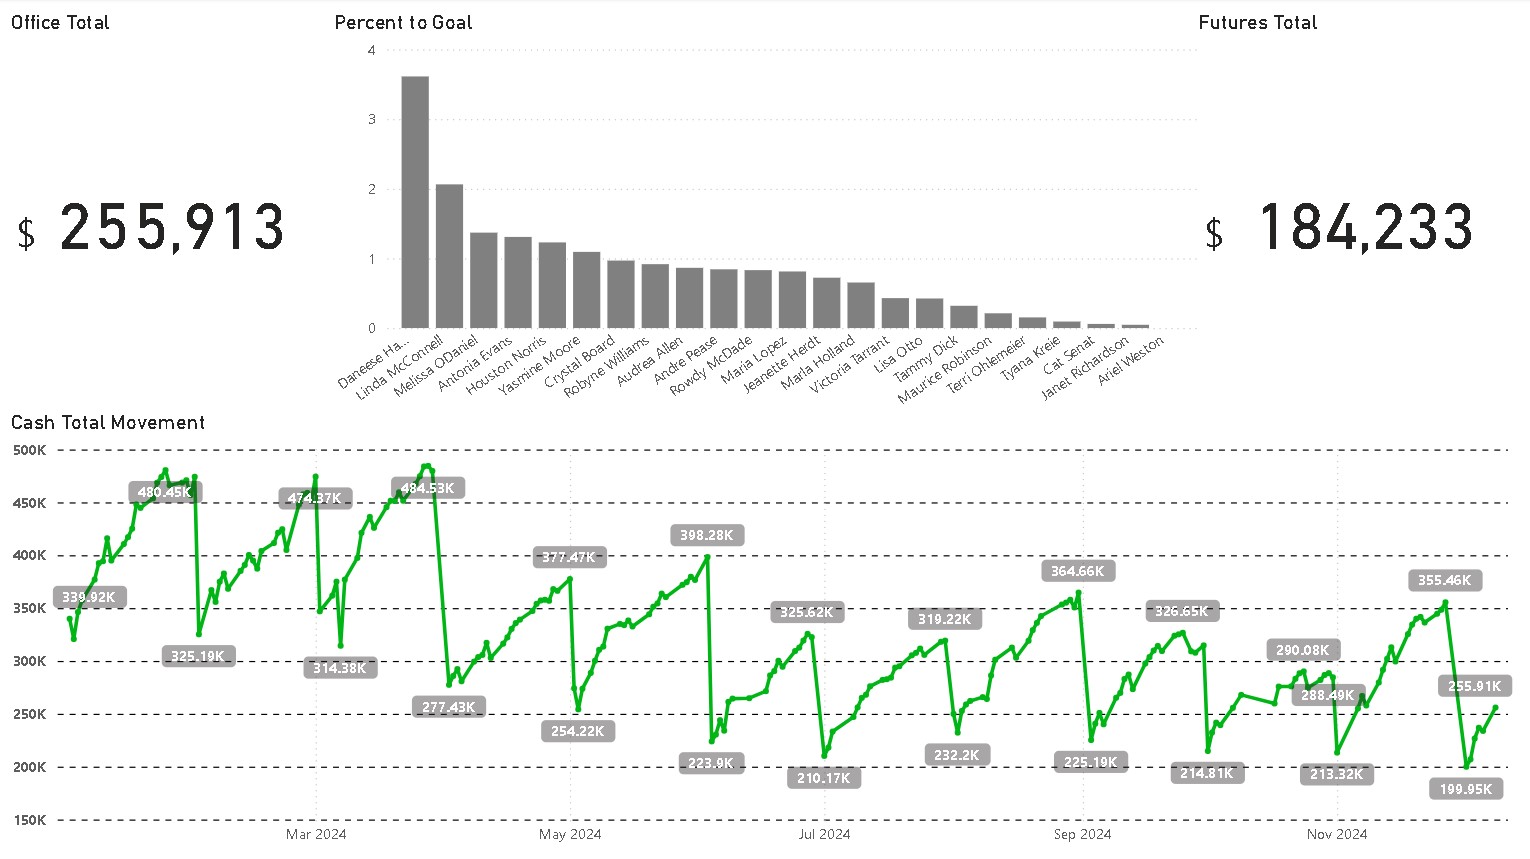 Office Total
Percent to Goal
Futures Total
4
3
2
1
0
$ 255,913
$ 184,233
Daneese Ha...
Linda McConnell
Melissa ODaniel
Antonia Evans
Houston Norris
Yasmine Moore
Crystal Board
Robyne Williams
Audrea Allen
Andre Pease
Rowdy McDade
Maria Lopez
Jeanette Herdt
Marla Holland
Victoria Tarrant
Lisa Otto
Tammy Dick
Maurice Robinson
Terri Ohlemeier
Tyana Kreie
Cat Senat
Janet Richardson
Ariel Weston
Cash Total Movement
500K
450K
400K
350K
300K
250K
200K
150K
339.92K
480.45K
325.19K
474.37K
314.38K
484.53K
277.43K
377.47K
254.22K
398.28K
223.9K
325.62K
210.17K
319.22K
232.2K
364.66K
225.19K
326.65K
214.81K
290.08K
288.49K
213.32K
355.46K
255.91K
199.95K
Mar 2024
May 2024
Jul 2024
Sep 2024
Nov 2024